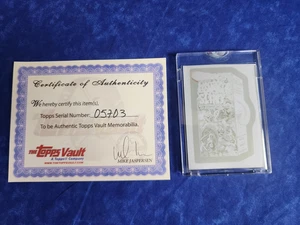 Certificate of Authenticity
We hereby certify this item(s),
Topps Serial Number: 05703
to be Authentic Topps Vault Memorabilia.
THE Topps Vault
A Topps Company
MIKE JASPERSEN